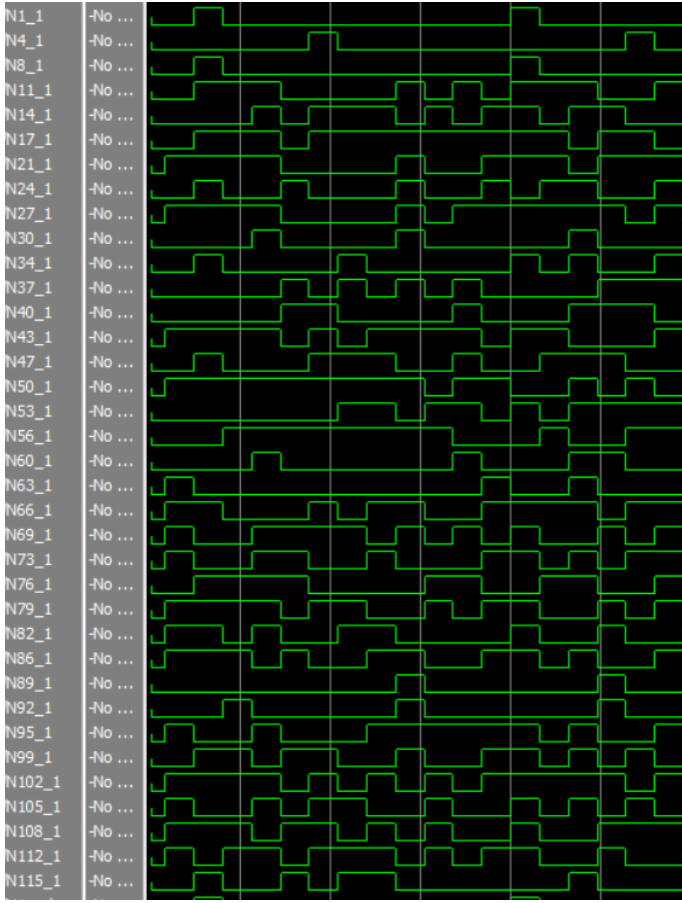 N1_1 -No ...
N4_1 -No ...
N8_1 -No ...
N11_1 -No ...
N14_1 -No ...
N17_1 -No ...
N21_1 -No ...
N24_1 -No ...
N27_1 -No ...
N30_1 -No ...
N34_1 -No ...
N37_1 -No ...
N40_1 -No ...
N43_1 -No ...
N47_1 -No ...
N50_1 -No ...
N53_1 -No ...
N56_1 -No ...
N60_1 -No ...
N63_1 -No ...
N66_1 -No ...
N69_1 -No ...
N73_1 -No ...
N76_1 -No ...
N79_1 -No ...
N82_1 -No ...
N86_1 -No ...
N89_1 -No ...
N92_1 -No ...
N95_1 -No ...
N99_1 -No ...
N102_1 -No ...
N105_1 -No ...
N108_1 -No ...
N112_1 -No ...
N115_1 -No ...